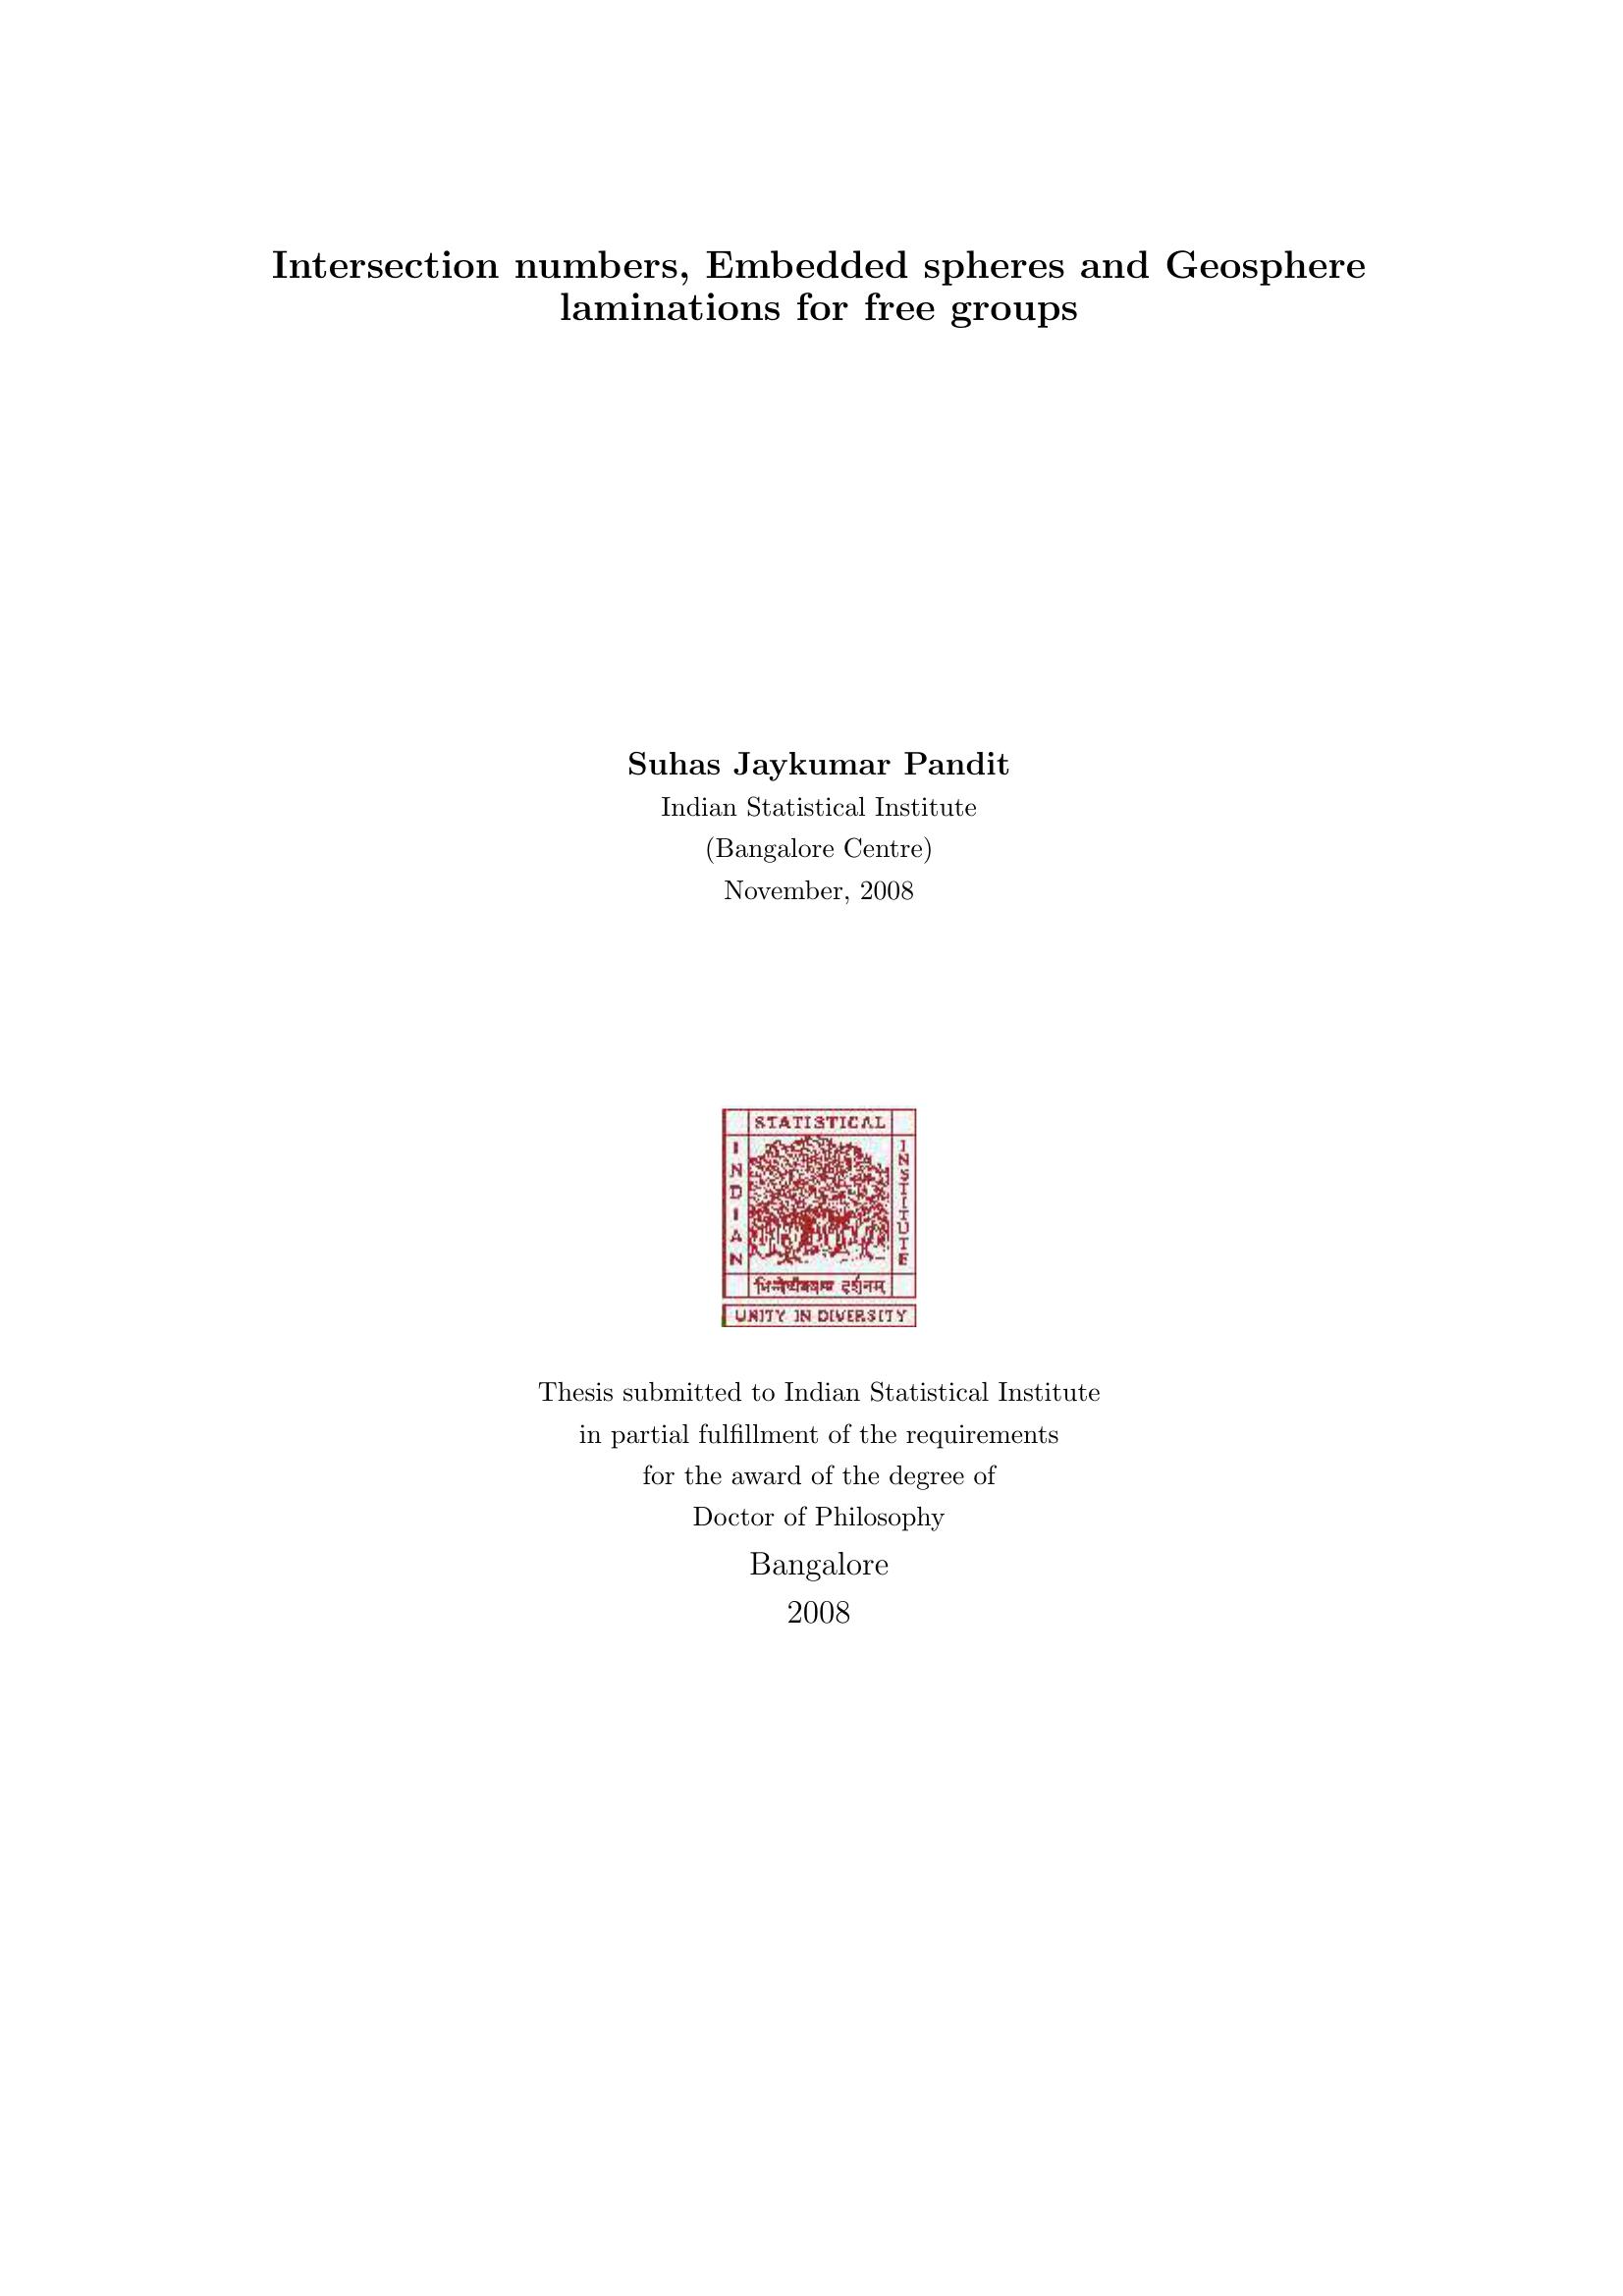 Intersection numbers, Embedded spheres and Geosphere
laminations for free groups
Suhas Jaykumar Pandit
Indian Statistical Institute
(Bangalore Centre)
November, 2008
STATISTICAL
INDIAN
INSTITUTE
दर्शनम्
UNITY IN DIVERSITY
Thesis submitted to Indian Statistical Institute
in partial fulfillment of the requirements
for the award of the degree of
Doctor of Philosophy
Bangalore
2008